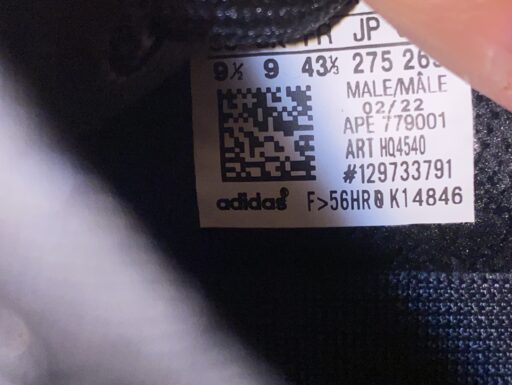 FR JP
9½ 9 43⅓ 275
MALE/MÂLE
02/22
APE 779001
ART HQ4540
#129733791
adidas® F>56HR0 K14846